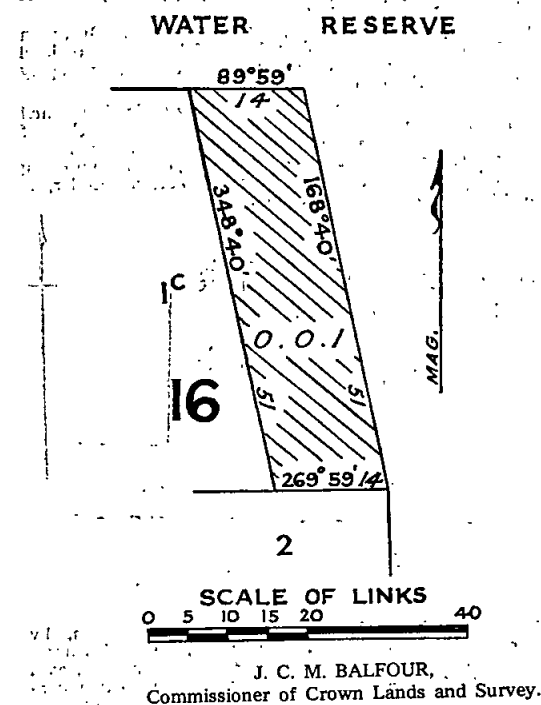 WATER RESERVE
89°59'
14
348°40'
168°40'
1C
0.0.1
MAG.
16
51
51
269°59' 14
2
SCALE OF LINKS
0 5 10 15 20 40
J. C. M. BALFOUR,
Commissioner of Crown Lands and Survey.